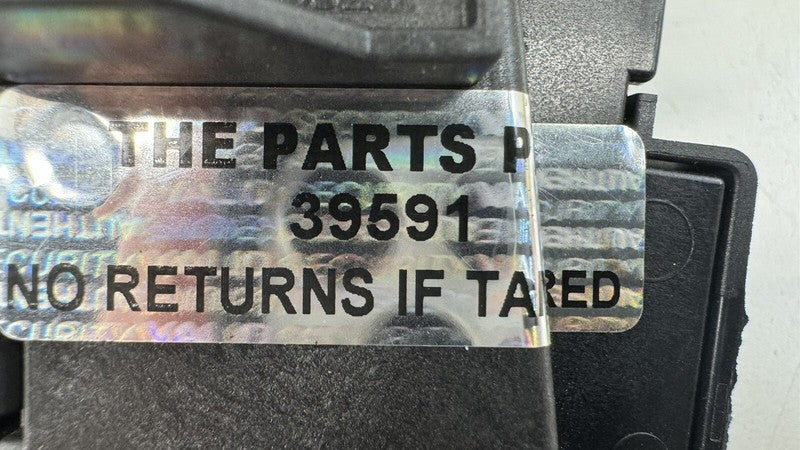 THE PARTS P
39591
NO RETURNS IF TARED